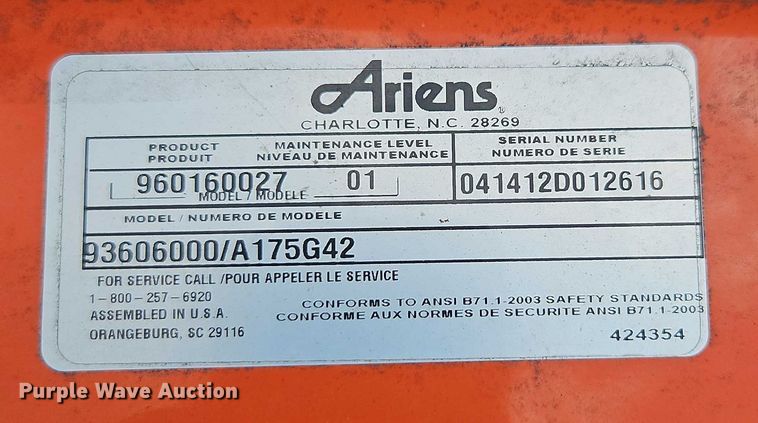 Ariens
CHARLOTTE, N.C. 28269
PRODUCT MAINTENANCE LEVEL SERIAL NUMBER
PRODUIT NIVEAU DE MAINTENANCE NUMERO DE SERIE
960160027 01 041412D012616
MODEL / MODELE
MODEL / NUMERO DE MODELE
93606000/A175G42
FOR SERVICE CALL /POUR APPELER LE SERVICE
1-800-257-6920
ASSEMBLED IN U.S.A.
ORANGEBURG, SC 29116
CONFORMS TO ANSI B71.1-2003 SAFETY STANDARDS
CONFORME AUX NORMES DE SECURITE ANSI B71.1-2003
424354
Purple Wave Auction